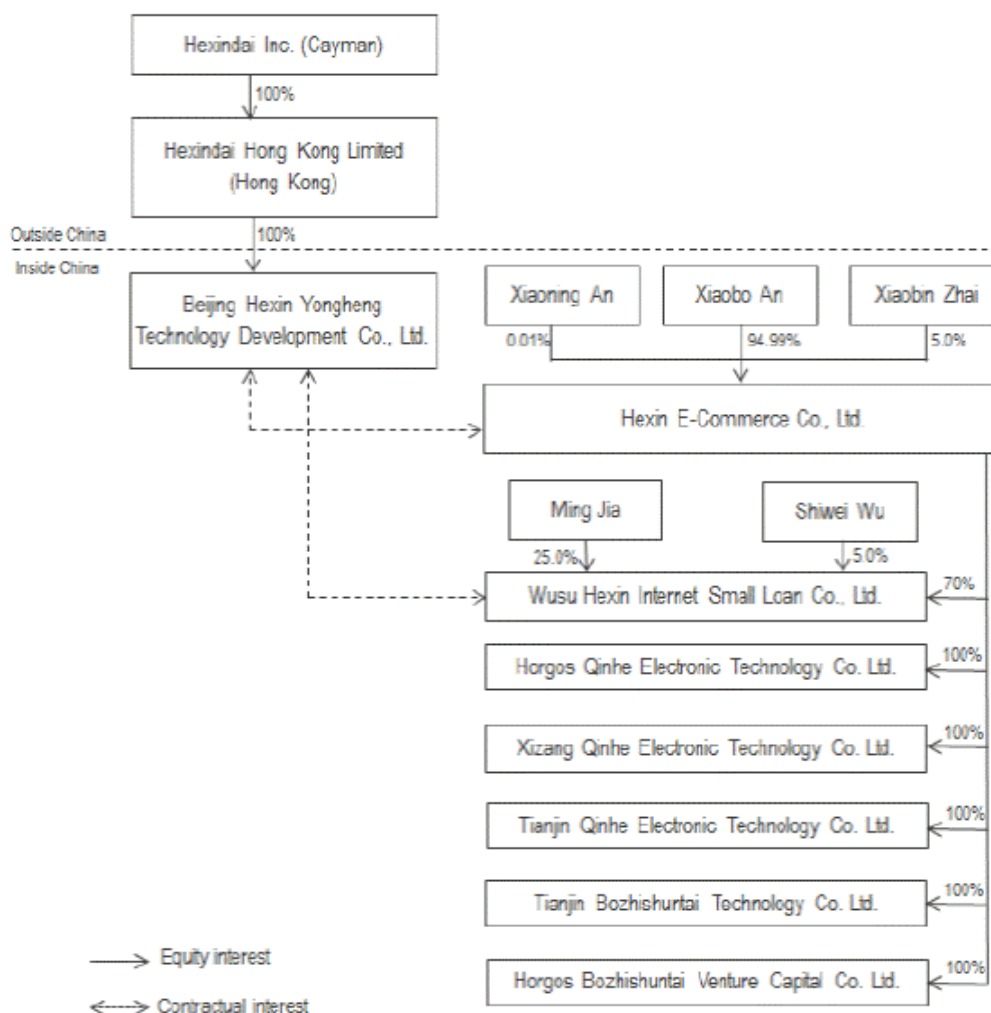 Hexindai Inc. (Cayman)
100%
Hexindai Hong Kong Limited
(Hong Kong)
Outside China
100%
Inside China
Beijing Hexin Yongheng
Technology Development Co., Ltd.
Xiaoning An
Xiaobo An
Xiaobin Zhai
0.01%
94.99%
5.0%
Hexin E-Commerce Co., Ltd.
Ming Jia
Shiwei Wu
25.0%
5.0%
Wusu Hexin Internet Small Loan Co., Ltd.
70%
Horgos Qinhe Electronic Technology Co. Ltd.
100%
Xizang Qinhe Electronic Technology Co. Ltd.
100%
Tianjin Qinhe Electronic Technology Co. Ltd.
100%
Tianjin Bozhishurtai Technology Co. Ltd.
100%
Horgos Bozhishuntai Venture Capital Co. Ltd.
100%
Equity interest
Contractual interest